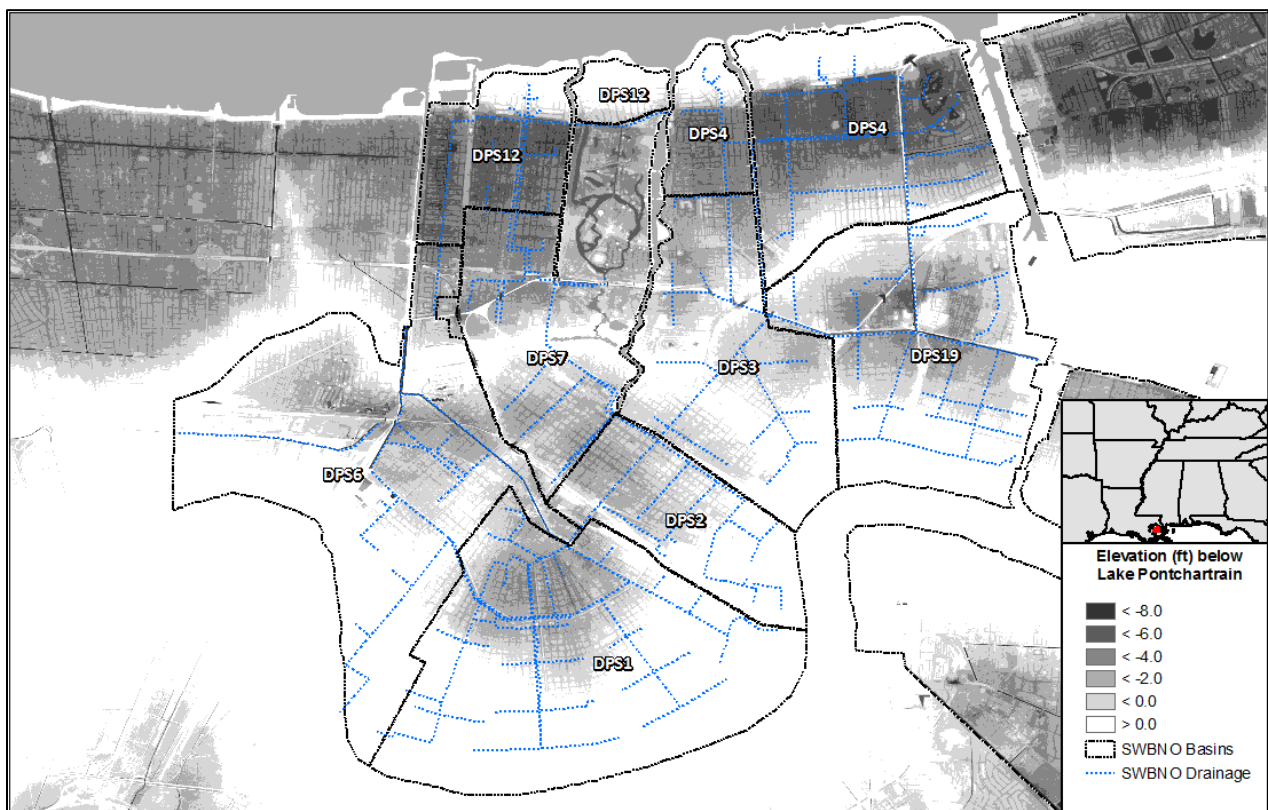 DPS12
DPS12
DPS4
DPS4
DPS7
DPS3
DPS19
DPS6
DPS2
DPS1
Elevation (ft) below
Lake Pontchartrain
< -8.0
< -6.0
< -4.0
< -2.0
< 0.0
> 0.0
SWBNO Basins
SWBNO Drainage